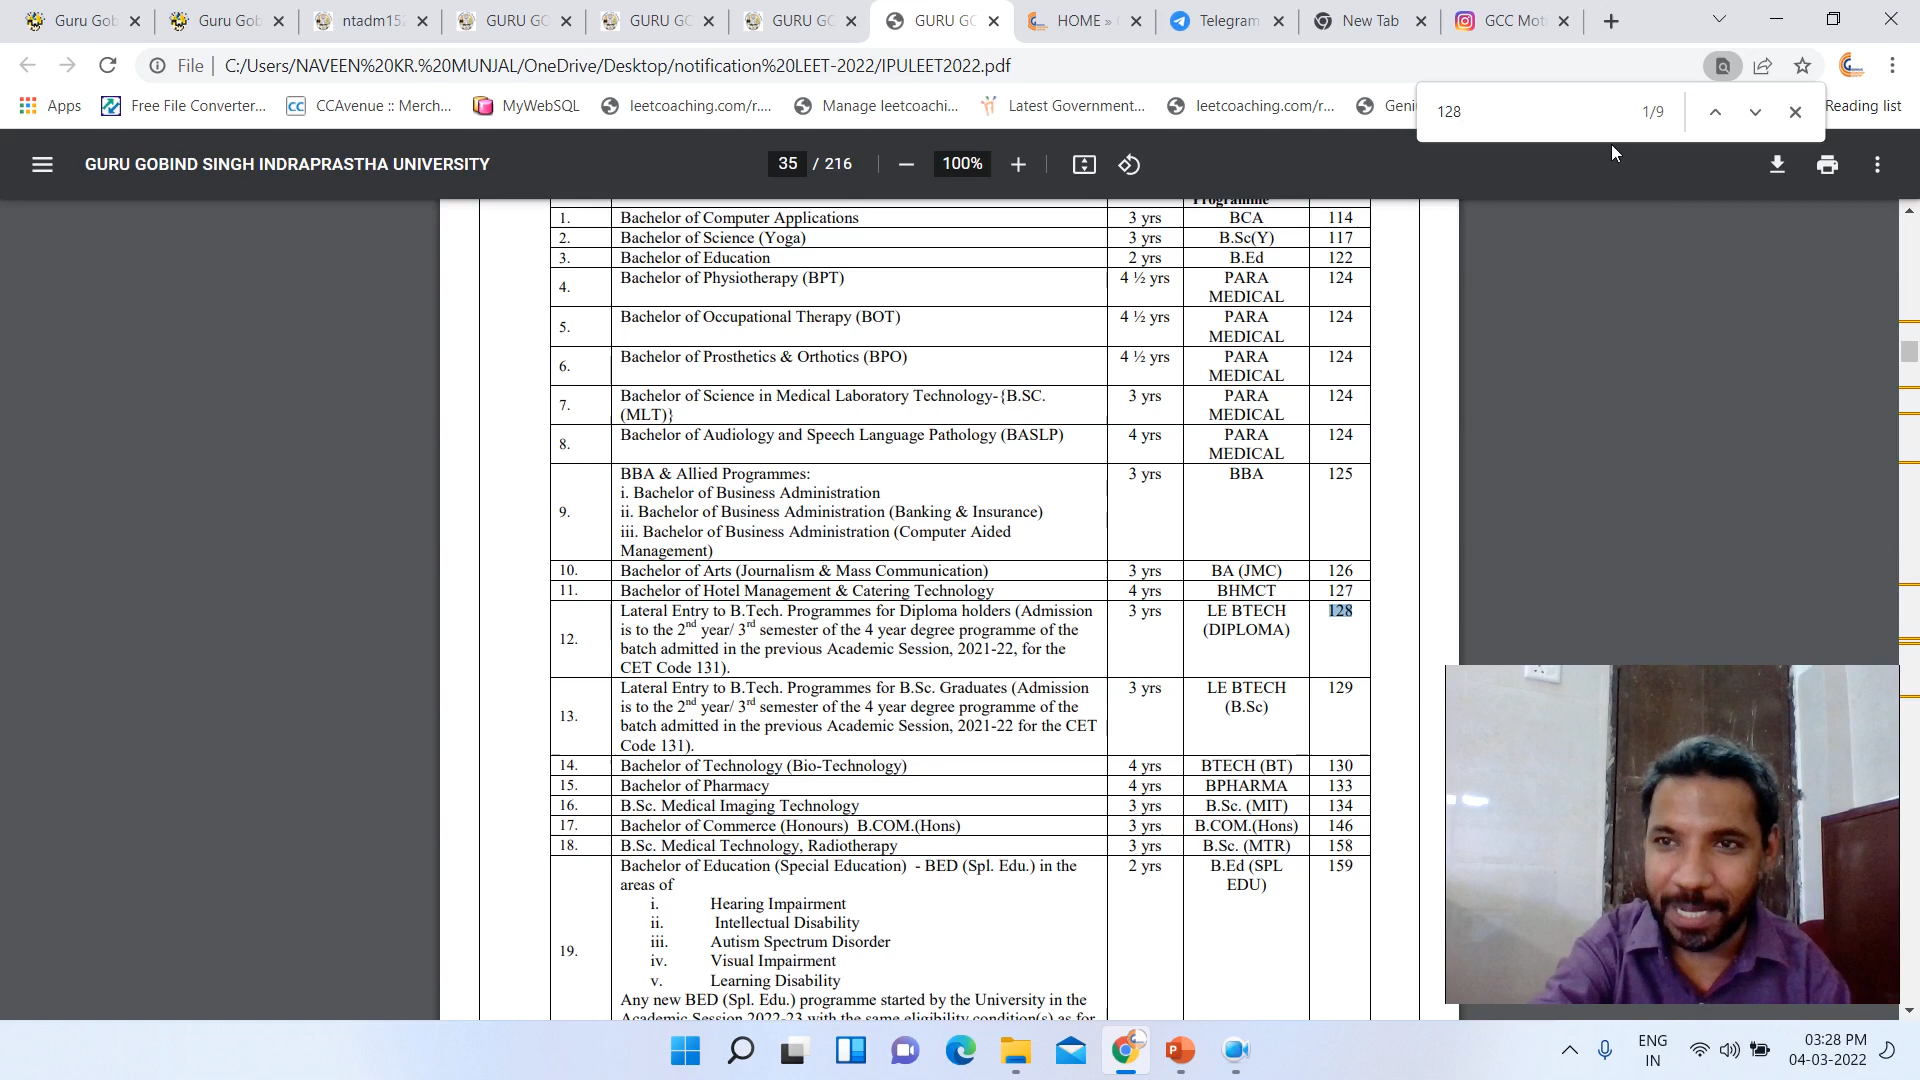 Guru Gob
Guru Gob
ntadm15
GURU GC
GURU GC
GURU GC
GURU GC
HOME »
Telegram
New Tab
GCC Mot
File
C:/Users/NAVEEN%20KR.%20MUNJAL/OneDrive/Desktop/notification%20LEET-2022/IPULEET2022.pdf
Apps
Free File Converter...
CCAvenue :: Merch...
MyWebSQL
leetcoaching.com/r....
Manage leetcoachi...
Latest Government...
leetcoaching.com/r...
Reading list
128
1/9
GURU GOBIND SINGH INDRAPRASTHA UNIVERSITY
35 / 216
100%
Programme
1. Bachelor of Computer Applications 3 yrs BCA 114
2. Bachelor of Science (Yoga) 3 yrs B.Sc(Y) 117
3. Bachelor of Education 2 yrs B.Ed 122
4. Bachelor of Physiotherapy (BPT) 4 ½ yrs PARA 124
MEDICAL
5. Bachelor of Occupational Therapy (BOT) 4 ½ yrs PARA 124
MEDICAL
6. Bachelor of Prosthetics & Orthotics (BPO) 4 ½ yrs PARA 124
MEDICAL
7. Bachelor of Science in Medical Laboratory Technology-{B.SC. 3 yrs PARA 124
(MLT)} MEDICAL
8. Bachelor of Audiology and Speech Language Pathology (BASLP) 4 yrs PARA 124
MEDICAL
9. BBA & Allied Programmes: 3 yrs BBA 125
i. Bachelor of Business Administration
ii. Bachelor of Business Administration (Banking & Insurance)
iii. Bachelor of Business Administration (Computer Aided
Management)
10. Bachelor of Arts (Journalism & Mass Communication) 3 yrs BA (JMC) 126
11. Bachelor of Hotel Management & Catering Technology 4 yrs BHMCT 127
12. Lateral Entry to B.Tech. Programmes for Diploma holders (Admission 3 yrs LE BTECH 128
is to the 2nd year/ 3rd semester of the 4 year degree programme of the (DIPLOMA)
batch admitted in the previous Academic Session, 2021-22, for the
CET Code 131).
13. Lateral Entry to B.Tech. Programmes for B.Sc. Graduates (Admission 3 yrs LE BTECH 129
is to the 2nd year/ 3rd semester of the 4 year degree programme of the (B.Sc)
batch admitted in the previous Academic Session, 2021-22 for the CET
Code 131).
14. Bachelor of Technology (Bio-Technology) 4 yrs BTECH (BT) 130
15. Bachelor of Pharmacy 4 yrs BPHARMA 133
16. B.Sc. Medical Imaging Technology 3 yrs B.Sc. (MIT) 134
17. Bachelor of Commerce (Honours) B.COM.(Hons) 3 yrs B.COM.(Hons) 146
18. B.Sc. Medical Technology, Radiotherapy 3 yrs B.Sc. (MTR) 158
19. Bachelor of Education (Special Education) - BED (Spl. Edu.) in the 2 yrs B.Ed (SPL 159
areas of EDU)
i. Hearing Impairment
ii. Intellectual Disability
iii. Autism Spectrum Disorder
iv. Visual Impairment
v. Learning Disability
Any new BED (Spl. Edu.) programme started by the University in the
Academic Session 2022-23 with the same eligibility condition(s) as for
ENG
IN
03:28 PM
04-03-2022